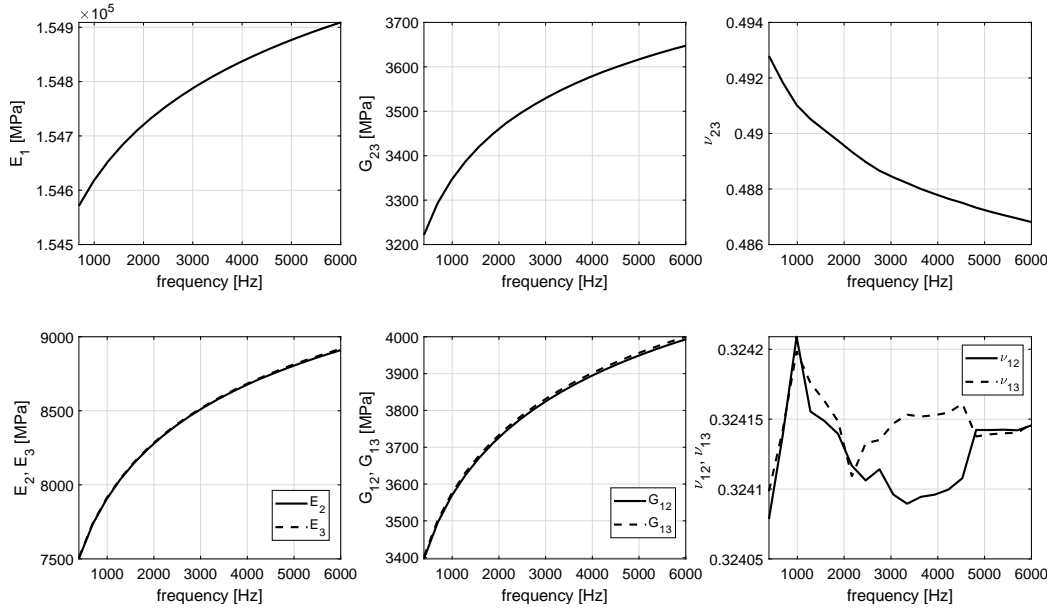 ×10⁵
1.549
1.548
1.547
1.546
1.545
E₁ [MPa]
1000 2000 3000 4000 5000 6000
frequency [Hz]
3700
3600
3500
3400
3300
3200
G₂₃ [MPa]
1000 2000 3000 4000 5000 6000
frequency [Hz]
0.494
0.492
0.49
0.488
0.486
ν₂₃
1000 2000 3000 4000 5000 6000
frequency [Hz]
9000
8500
8000
7500
E₂, E₃ [MPa]
E₂
E₃
1000 2000 3000 4000 5000 6000
frequency [Hz]
4000
3900
3800
3700
3600
3500
3400
G₁₂, G₁₃ [MPa]
G₁₂
G₁₃
1000 2000 3000 4000 5000 6000
frequency [Hz]
0.3242
0.32415
0.3241
0.32405
ν₁₂, ν₁₃
ν₁₂
ν₁₃
1000 2000 3000 4000 5000 6000
frequency [Hz]